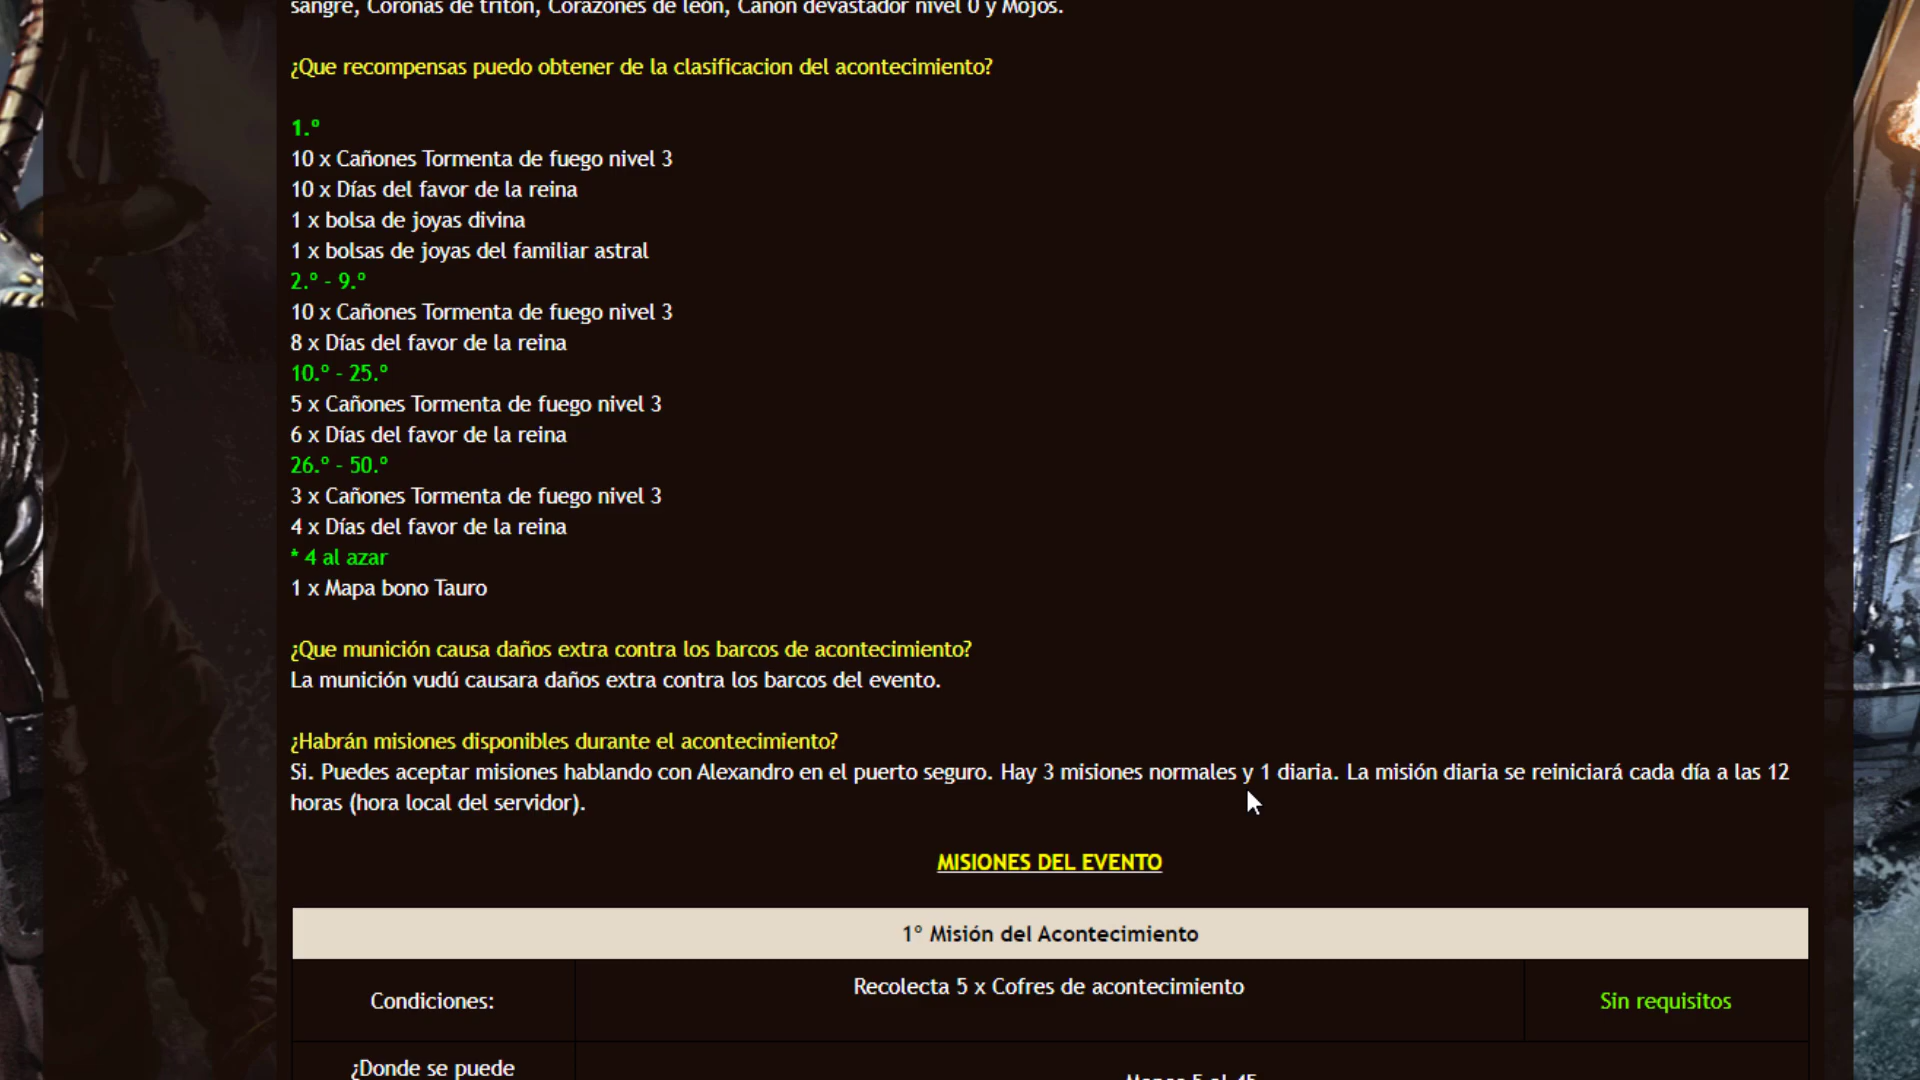 sangre, Coronas de tritón, Corazones de león, Cañón devastador nivel 0 y Mojos.
¿Que recompensas puedo obtener de la clasificacion del acontecimiento?
1.º
10 x Cañones Tormenta de fuego nivel 3
10 x Días del favor de la reina
1 x bolsa de joyas divina
1 x bolsas de joyas del familiar astral
2.º - 9.º
10 x Cañones Tormenta de fuego nivel 3
8 x Días del favor de la reina
10.º - 25.º
5 x Cañones Tormenta de fuego nivel 3
6 x Días del favor de la reina
26.º - 50.º
3 x Cañones Tormenta de fuego nivel 3
4 x Días del favor de la reina
* 4 al azar
1 x Mapa bono Tauro
¿Que munición causa daños extra contra los barcos de acontecimiento?
La munición vudú causara daños extra contra los barcos del evento.
¿Habrán misiones disponibles durante el acontecimiento?
Si. Puedes aceptar misiones hablando con Alexandro en el puerto seguro. Hay 3 misiones normales y 1 diaria. La misión diaria se reiniciará cada día a las 12
horas (hora local del servidor).
MISIONES DEL EVENTO
1º Misión del Acontecimiento
Condiciones:
Recolecta 5 x Cofres de acontecimiento
Sin requisitos
¿Donde se puede